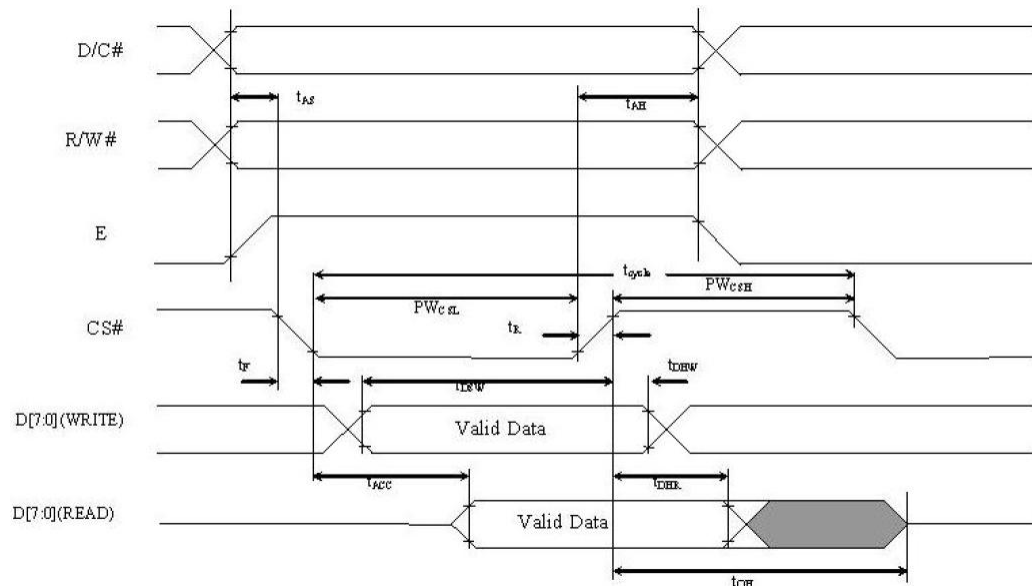 D/C#
tAS
tAH
R/W#
E
tcycle
PWCSL
PWCSH
CS#
tR
tF
tDSW
tDHW
D[7:0](WRITE)
Valid Data
tACC
tDHR
D[7:0](READ)
Valid Data
tOH